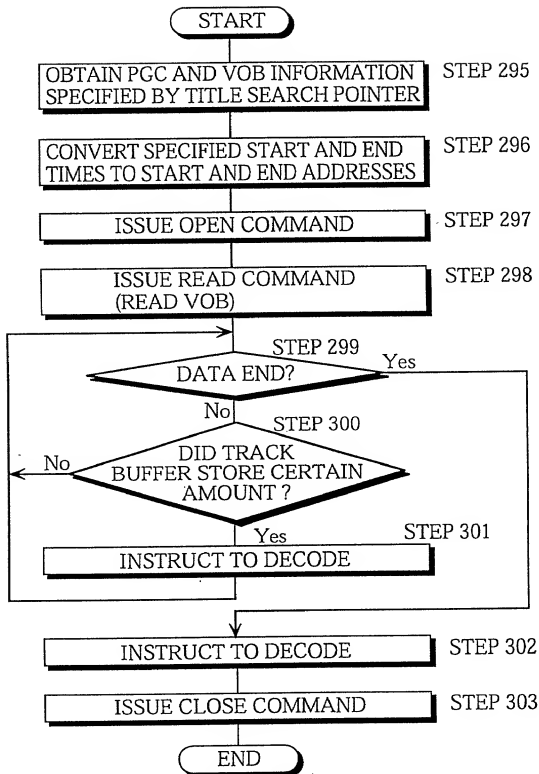 START
OBTAIN PGC AND VOB INFORMATION
SPECIFIED BY TITLE SEARCH POINTER
STEP 295
CONVERT SPECIFIED START AND END
TIMES TO START AND END ADDRESSES
STEP 296
ISSUE OPEN COMMAND
STEP 297
ISSUE READ COMMAND
(READ VOB)
STEP 298
STEP 299
DATA END?
Yes
No
STEP 300
DID TRACK
BUFFER STORE CERTAIN
AMOUNT ?
No
Yes
STEP 301
INSTRUCT TO DECODE
INSTRUCT TO DECODE
STEP 302
ISSUE CLOSE COMMAND
STEP 303
END